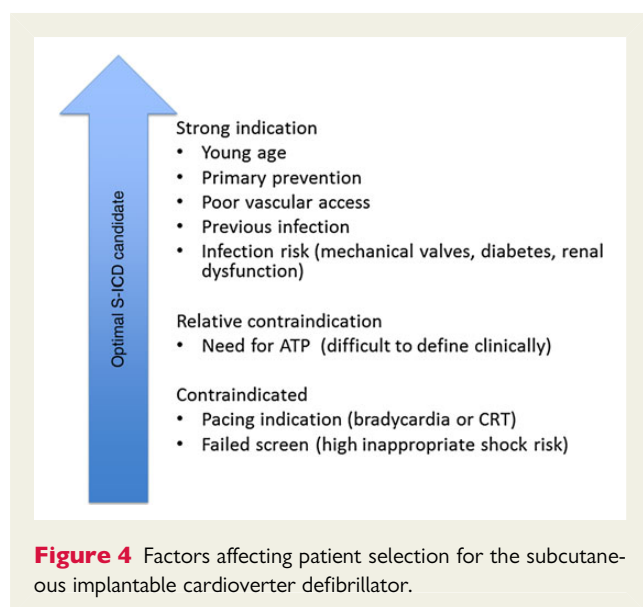 Optimal S-ICD candidate
Strong indication
• Young age
• Primary prevention
• Poor vascular access
• Previous infection
• Infection risk (mechanical valves, diabetes, renal
dysfunction)
Relative contraindication
• Need for ATP (difficult to define clinically)
Contraindicated
• Pacing indication (bradycardia or CRT)
• Failed screen (high inappropriate shock risk)
Figure 4 Factors affecting patient selection for the subcutane-
ous implantable cardioverter defibrillator.